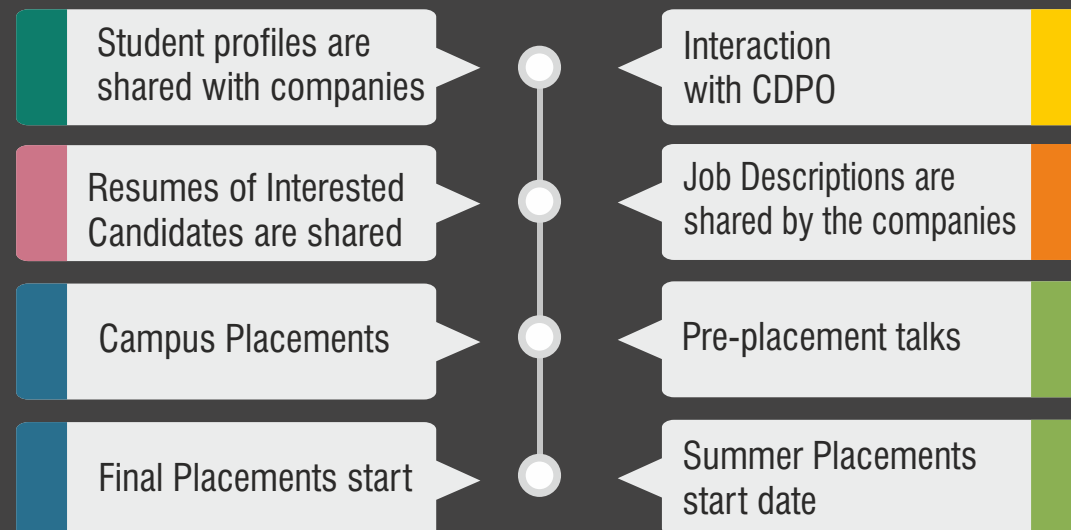 Student profiles are
shared with companies
Interaction
with CDPO
Resumes of Interested
Candidates are shared
Job Descriptions are
shared by the companies
Campus Placements
Pre-placement talks
Final Placements start
Summer Placements
start date